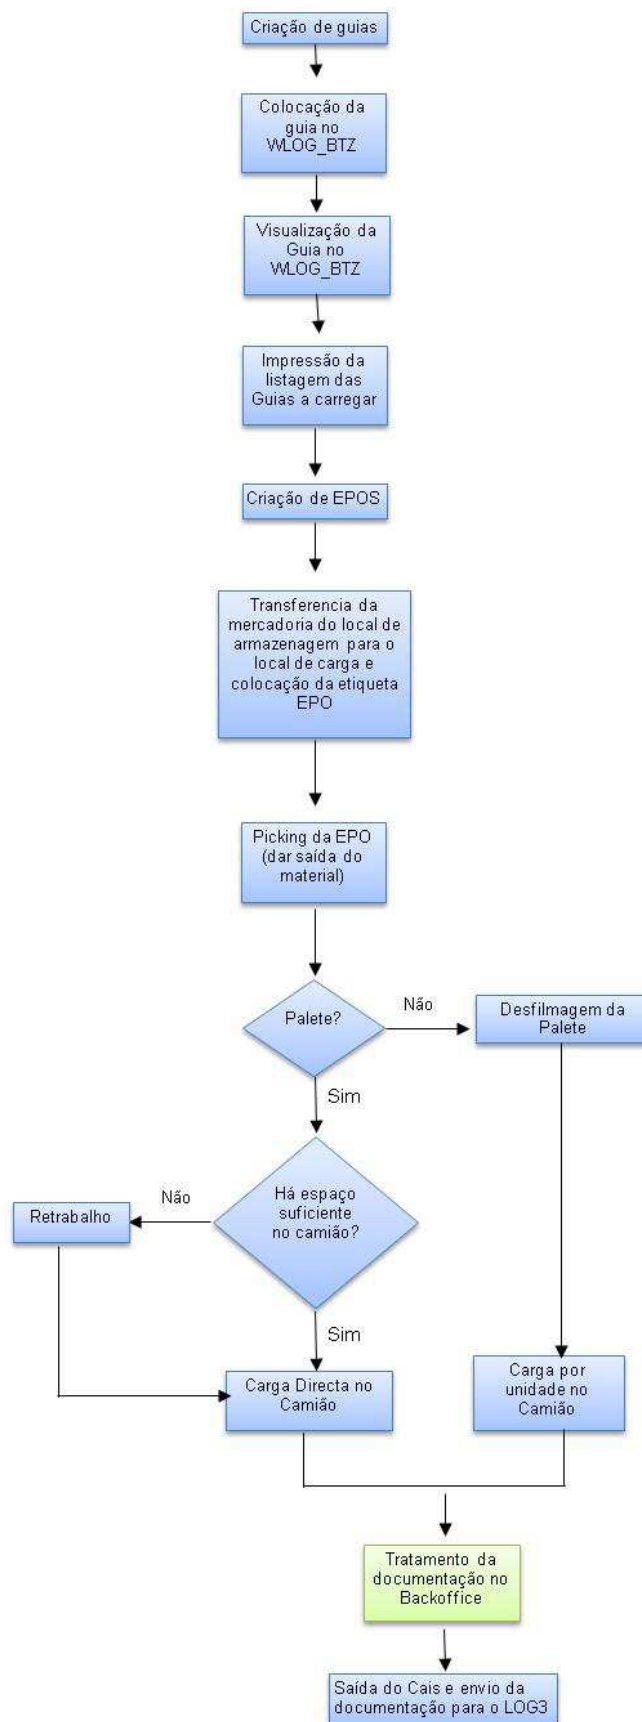 Criação de guias
Colocação da
guia no
WLOG_BTZ
Visualização da
Guia no
WLOG_BTZ
Impressão da
listagem das
Guias a carregar
Criação de EPOS
Transferencia da
mercadoria do local de
armazenagem para o
local de carga e
colocação da etiqueta
EPO
Picking da EPO
(dar saída do
material)
Palete?
Não
Desfilmagem da
Palete
Sim
Há espaço
suficiente
no camião?
Não
Retrabalho
Sim
Carga Directa no
Camião
Carga por
unidade no
Camião
Tratamento da
documentação no
Backoffice
Saída do Cais e envio da
documentação para o LOG3